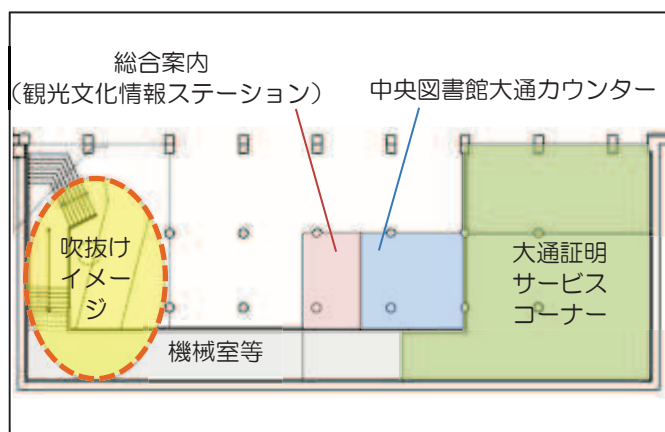 総合案内
（観光文化情報ステーション）
中央図書館大通カウンター
吹抜け
イメー
ジ
大通証明
サービス
コーナー
機械室等